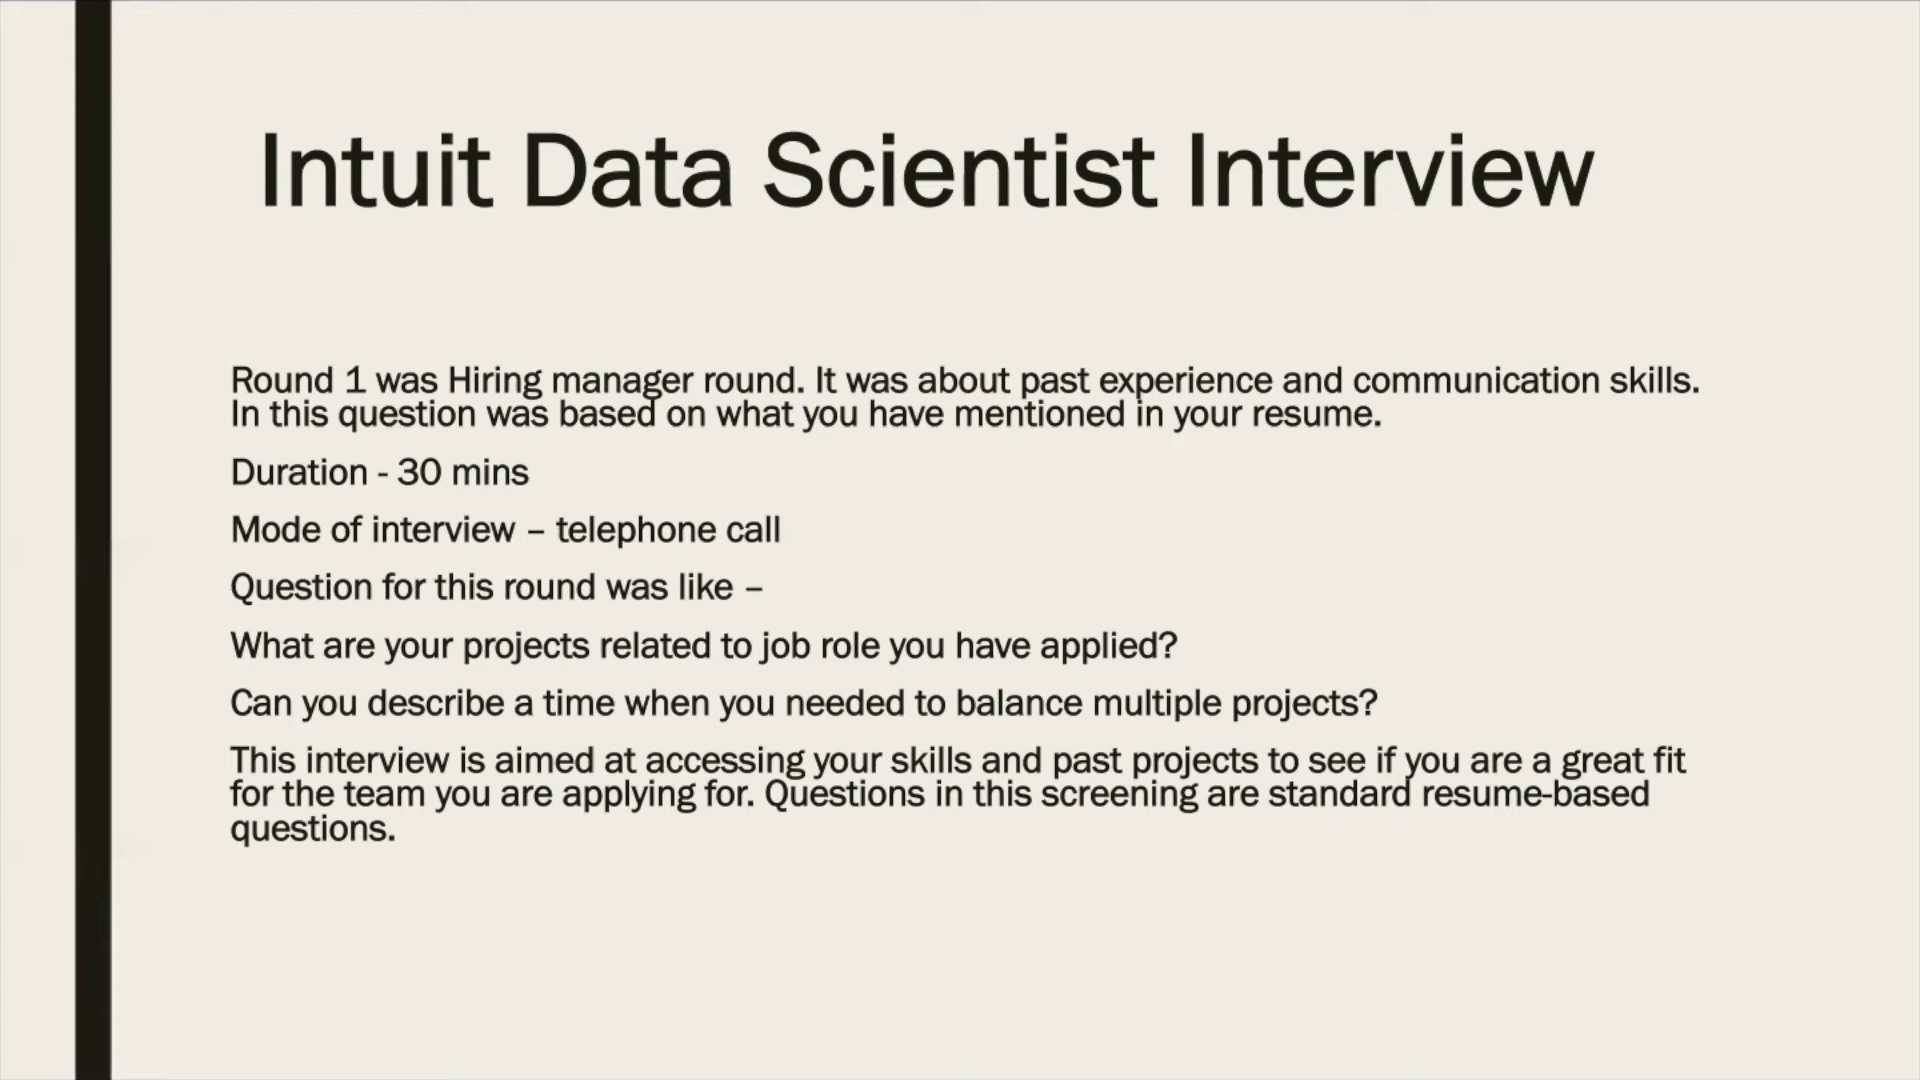 Intuit Data Scientist Interview
Round 1 was Hiring manager round. It was about past experience and communication skills.
In this question was based on what you have mentioned in your resume.
Duration - 30 mins
Mode of interview – telephone call
Question for this round was like –
What are your projects related to job role you have applied?
Can you describe a time when you needed to balance multiple projects?
This interview is aimed at accessing your skills and past projects to see if you are a great fit
for the team you are applying for. Questions in this screening are standard resume-based
questions.